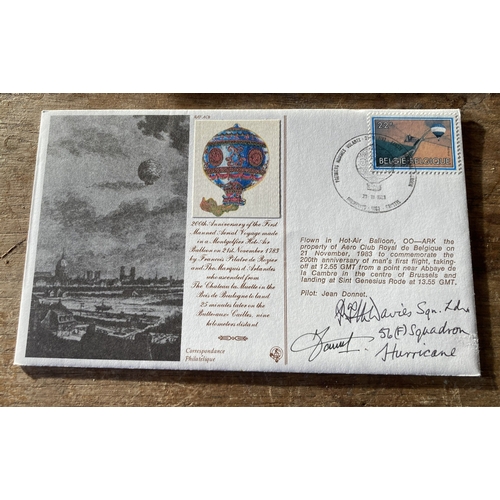 200th Anniversary of the First
Manned Aerial Voyage made
in a Montgolfier Hot-Air
Balloon on 21st November 1783
by Francois Pilatre de Rozier
and The Marquis d'Arlandes
who ascended from
The Chateau la Muette in the
Bois de Boulogne to land
25 minutes later on the
Butte-aux-Cailles, nine
kilometers distant
Correspondance
Philatelique
22F
BELGIË-BELGIQUE
Flown in Hot-Air Balloon, OO—ARK the
property of Aero Club Royal de Belgique on
21 November, 1983 to commemorate the
200th anniversary of man's first flight, taking-
off at 13.55 GMT from a point near Abbaye de
la Cambre in the centre of Brussels and
landing at Sint Genesius Rode at 13.55 GMT.
Pilot: Jean Donnet.
Davies Sqn. Ldr
56(F) Squadron
Hurricane